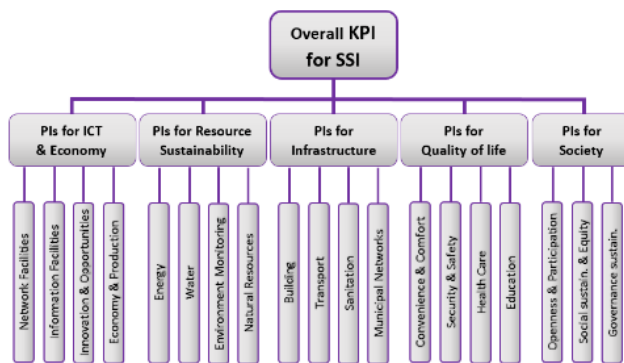 Overall KPI
for SSI
PIs for ICT
& Economy
PIs for Resource
Sustainability
PIs for
Infrastructure
PIs for
Quality of life
PIs for
Society
Network Facilities
Information Facilities
Innovation & Opportunities
Economy & Production
Energy
Water
Environment Monitoring
Natural Resources
Building
Transport
Sanitation
Municipal Networks
Convenience & Comfort
Security & Safety
Health Care
Education
Openness & Participation
Social sustain. & Equity
Governance sustain.